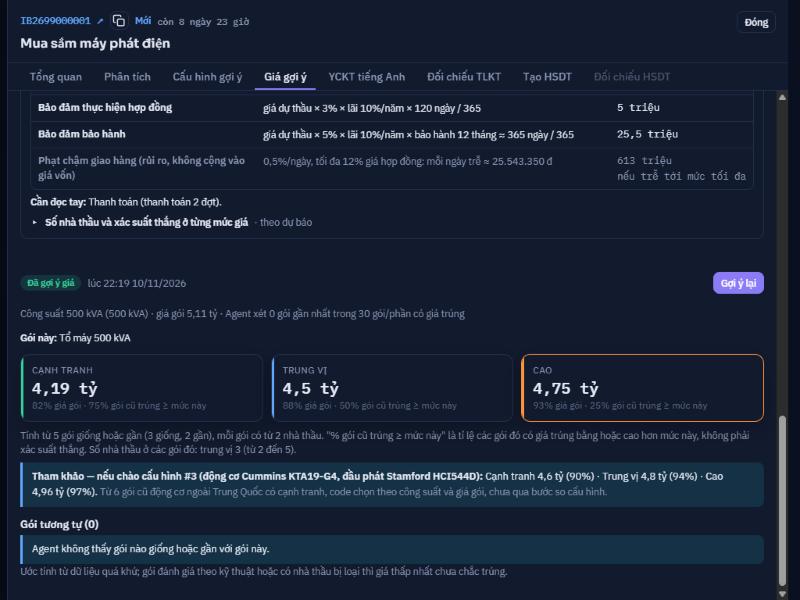 IB2699000001 ↗ Mới còn 8 ngày 23 giờ
Đóng
Mua sắm máy phát điện
Tổng quan Phân tích Cấu hình gợi ý Giá gợi ý YCKT tiếng Anh Đối chiếu TLKT Tạo HSDT Đối chiếu HSDT
Bảo đảm thực hiện hợp đồng giá dự thầu × 3% × lãi 10%/năm × 120 ngày / 365 5 triệu
Bảo đảm bảo hành giá dự thầu × 5% × lãi 10%/năm × bảo hành 12 tháng ≈ 365 ngày / 365 25,5 triệu
Phạt chậm giao hàng (rủi ro, không cộng vào 0,5%/ngày, tối đa 12% giá hợp đồng: mỗi ngày trễ ≈ 25.543.350 đ 613 triệu
giá vốn) nếu trễ tới mức tối đa
Cần đọc tay: Thanh toán (thanh toán 2 đợt).
▸ Số nhà thầu và xác suất thắng ở từng mức giá · theo dự báo
Đã gợi ý giá lúc 22:19 10/11/2026 Gợi ý lại
Công suất 500 kVA (500 kVA) · giá gói 5,11 tỷ · Agent xét 0 gói gần nhất trong 30 gói/phần có giá trúng
Gói này: Tổ máy 500 kVA
CẠNH TRANH TRUNG VỊ CAO
4,19 tỷ 4,5 tỷ 4,75 tỷ
82% giá gói · 75% gói cũ trúng ≥ mức này 88% giá gói · 50% gói cũ trúng ≥ mức này 93% giá gói · 25% gói cũ trúng ≥ mức này
Tính từ 5 gói giống hoặc gần (3 giống, 2 gần), mỗi gói có từ 2 nhà thầu. "% gói cũ trúng ≥ mức này" là tỉ lệ các gói đó có giá trúng bằng hoặc cao hơn mức này, không phải
xác suất thắng. Số nhà thầu ở các gói đó: trung vị 3 (từ 2 đến 5).
Tham khảo — nếu chào cấu hình #3 (động cơ Cummins KTA19-G4, đầu phát Stamford HCI544D): Cạnh tranh 4,6 tỷ (90%) · Trung vị 4,8 tỷ (94%) · Cao
4,96 tỷ (97%). Từ 6 gói cũ động cơ ngoài Trung Quốc có cạnh tranh, code chọn theo công suất và giá gói, chưa qua bước so cấu hình.
Gói tương tự (0)
Agent không thấy gói nào giống hoặc gần với gói này.
Ước tính từ dữ liệu quá khứ; gói đánh giá theo kỹ thuật hoặc có nhà thầu bị loại thì giá thấp nhất chưa chắc trúng.